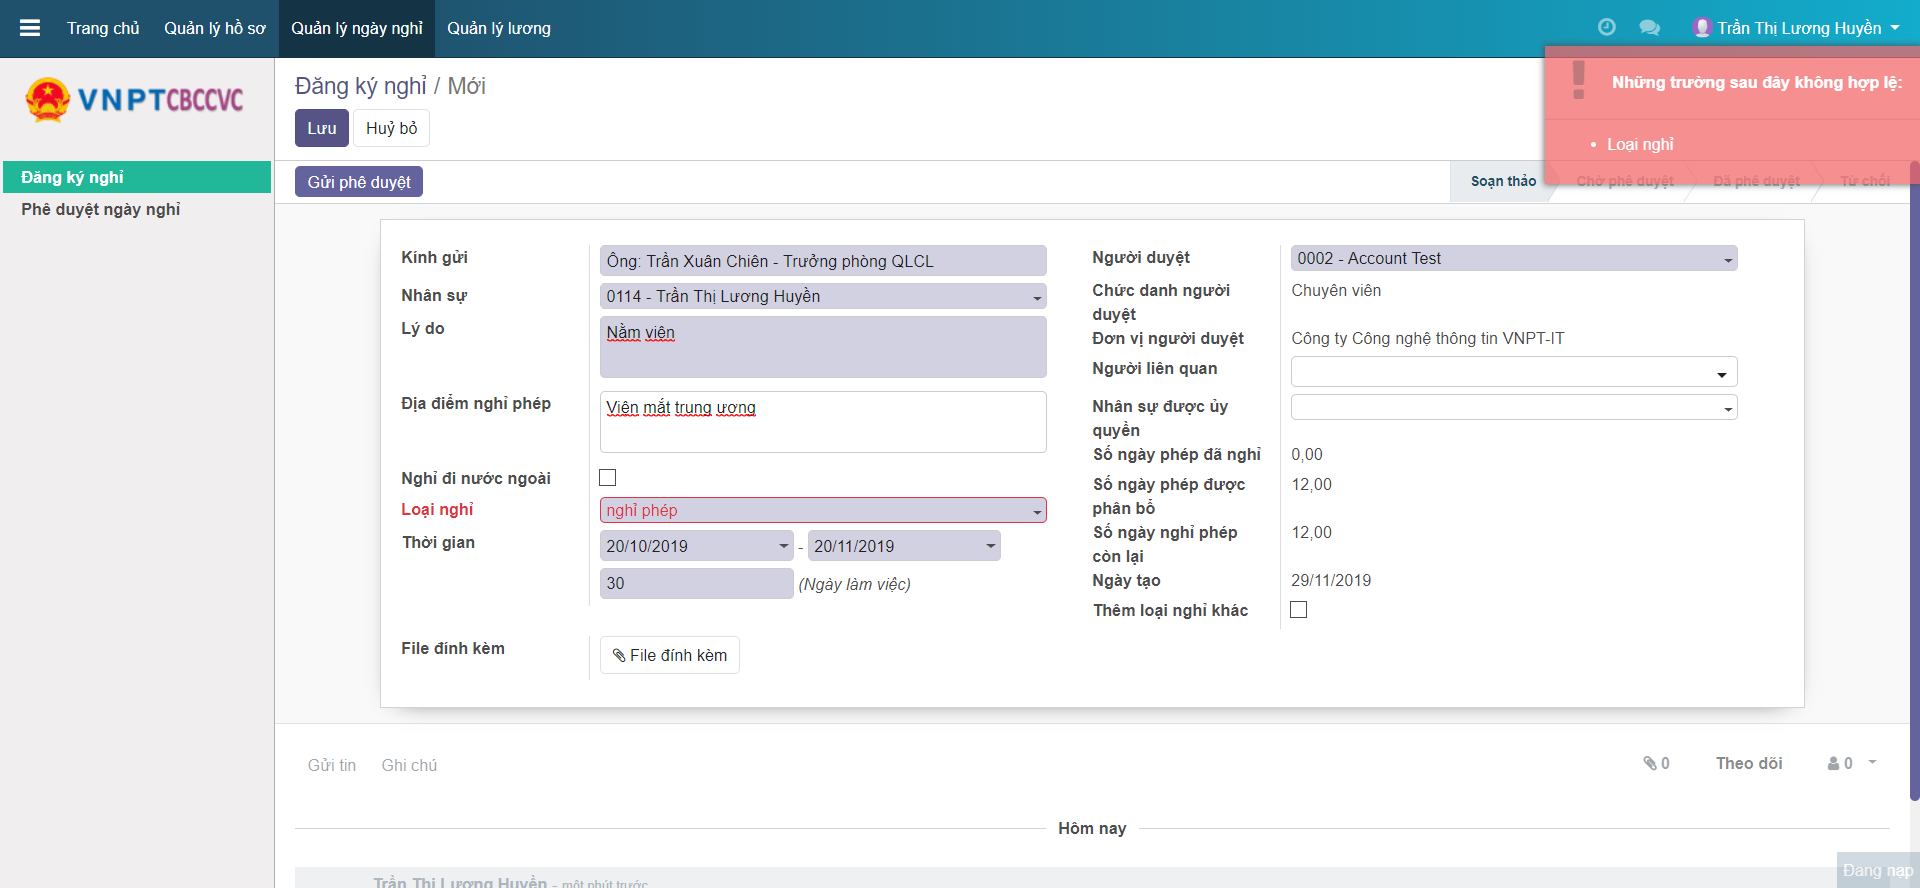 Trang chủ Quản lý hồ sơ Quản lý ngày nghỉ Quản lý lương Trần Thị Lương Huyền
VNPT CBCCVC
Đăng ký nghỉ
Phê duyệt ngày nghỉ
Đăng ký nghỉ / Mới
Lưu Huỷ bỏ
Những trường sau đây không hợp lệ:
Loại nghỉ
Gửi phê duyệt
Soạn thảo Chờ phê duyệt Đã phê duyệt Từ chối
Kính gửi Ông: Trần Xuân Chiên - Trưởng phòng QLCL
Nhân sự 0114 - Trần Thị Lương Huyền
Lý do Nằm viện
Địa điểm nghỉ phép Viện mắt trung ương
Nghỉ đi nước ngoài
Loại nghỉ nghỉ phép
Thời gian 20/10/2019 - 20/11/2019
30 (Ngày làm việc)
File đính kèm File đính kèm
Người duyệt 0002 - Account Test
Chức danh người Chuyên viên
duyệt
Đơn vị người duyệt Công ty Công nghệ thông tin VNPT-IT
Người liên quan
Nhân sự được ủy
quyền
Số ngày phép đã nghỉ 0,00
Số ngày phép được 12,00
phân bổ
Số ngày nghỉ phép 12,00
còn lại
Ngày tạo 29/11/2019
Thêm loại nghỉ khác
Gửi tin Ghi chú 0 Theo dõi 0
Hôm nay
Trần Thị Lương Huyền - một phút trước
Đang nạp